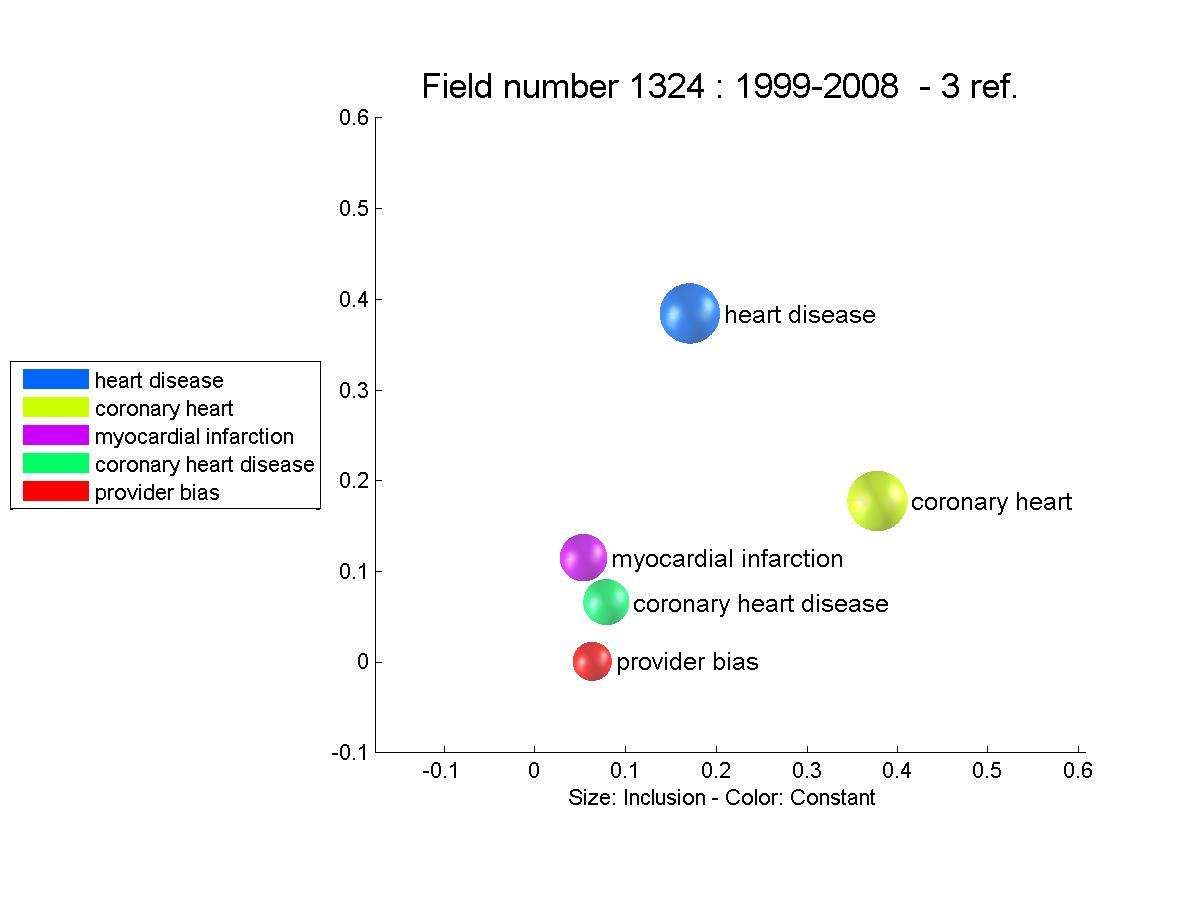 Field number 1324 : 1999-2008  - 3 ref.
0.6
0.5
0.4
0.3
0.2
0.1
0
-0.1
heart disease
coronary heart
myocardial infarction
coronary heart disease
provider bias
heart disease
coronary heart
myocardial infarction
coronary heart disease
provider bias
-0.1 0 0.1 0.2 0.3 0.4 0.5 0.6
Size: Inclusion - Color: Constant